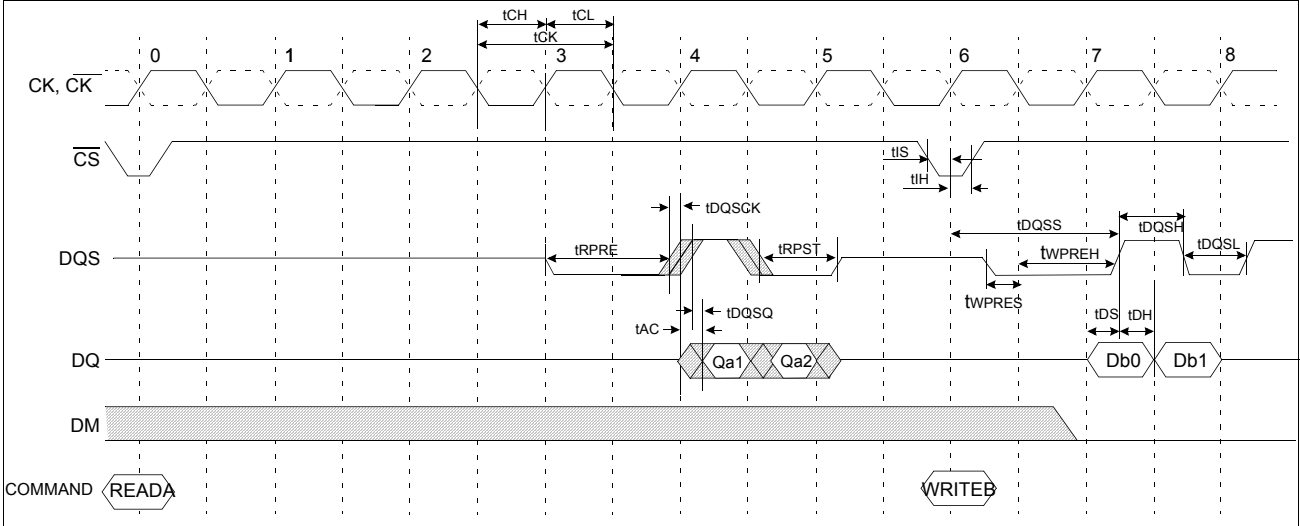 tCH tCL
tCK
0 1 2 3 4 5 6 7 8
CK, CK
CS
tIS
tIH
tDQSCK
tDQSS
tDQSH
tRPRE
tRPST
tDQSL
DQS
tWPREH
tWPRES
tDQSQ
tAC
tDS tDH
DQ
Qa1 Qa2 Db0 Db1
DM
COMMAND READA WRITEB